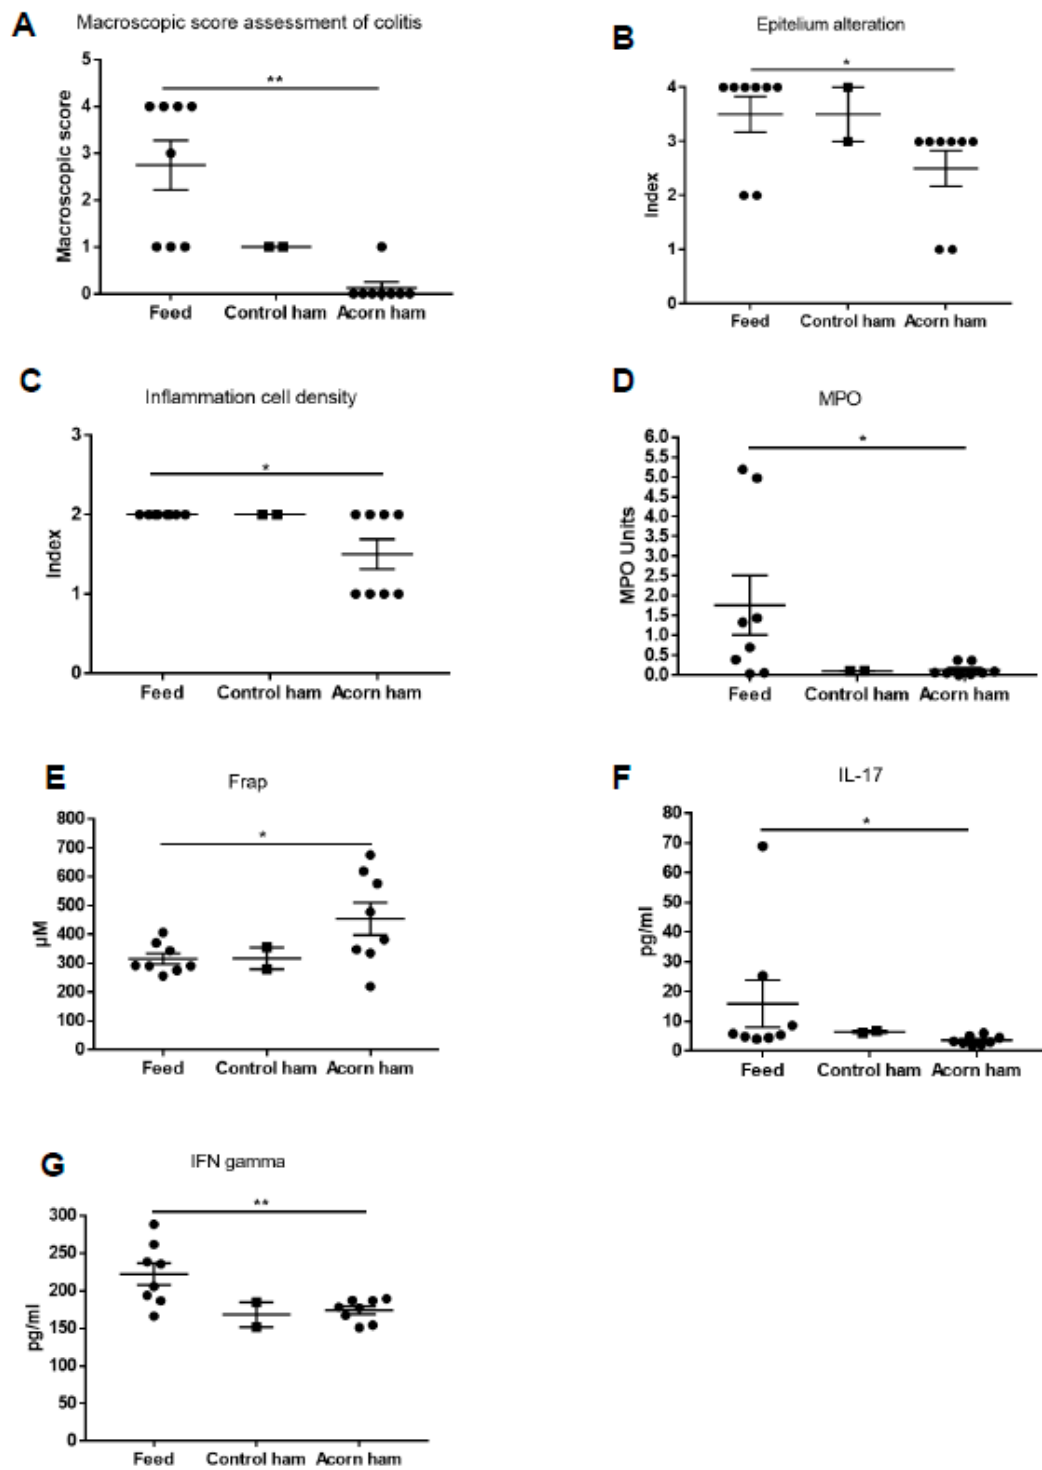 A
Macroscopic score assessment of colitis
Macroscopic score
5
4
3
2
1
0
**
Feed
Control ham
Acorn ham
B
Epitelium alteration
Index
4
3
2
1
0
*
Feed
Control ham
Acorn ham
C
Inflammation cell density
Index
3
2
1
0
*
Feed
Control ham
Acorn ham
D
MPO
MPO Units
6.0
5.5
5.0
4.5
4.0
3.5
3.0
2.5
2.0
1.5
1.0
0.5
0.0
*
Feed
Control ham
Acorn ham
E
Frap
µM
800
700
600
500
400
300
200
100
0
*
Feed
Control ham
Acorn ham
F
IL-17
pg/ml
80
70
60
50
40
30
20
10
0
*
Feed
Control ham
Acorn ham
G
IFN gamma
pg/ml
300
250
200
150
100
50
0
**
Feed
Control ham
Acorn ham